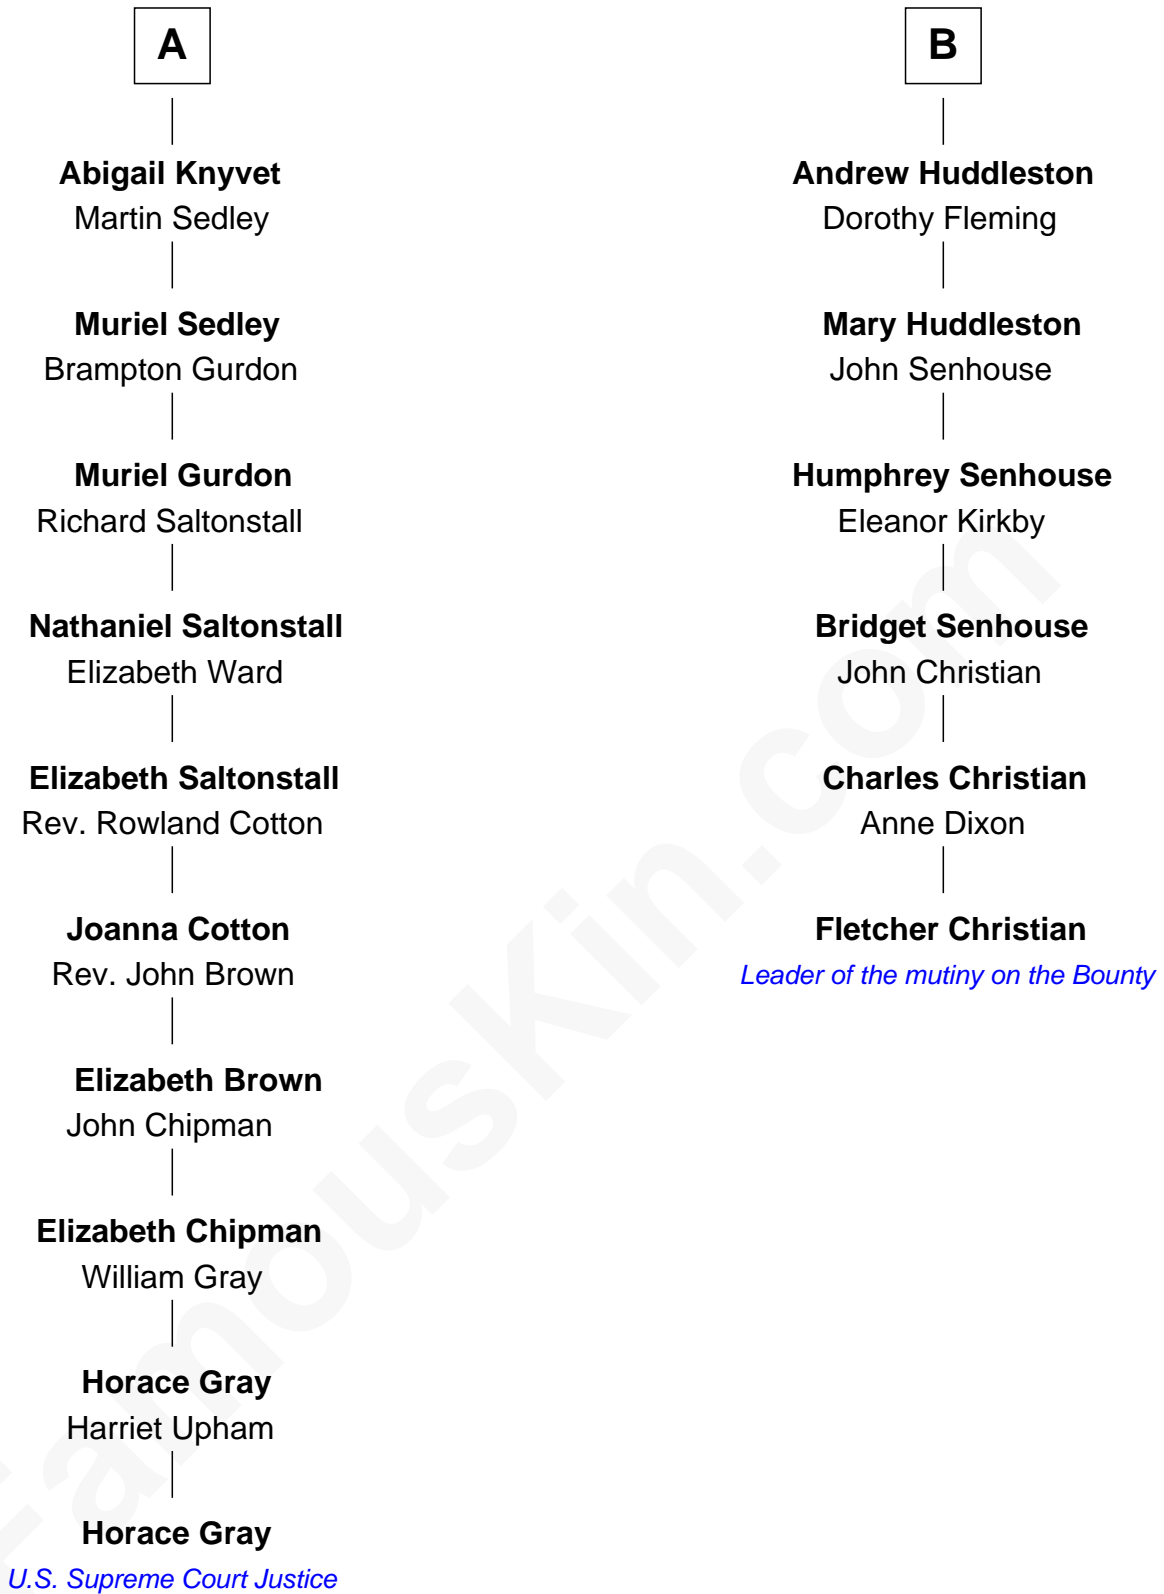 A
Abigail Knyvet
Martin Sedley
Muriel Sedley
Brampton Gurdon
Muriel Gurdon
Richard Saltonstall
Nathaniel Saltonstall
Elizabeth Ward
Elizabeth Saltonstall
Rev. Rowland Cotton
Joanna Cotton
Rev. John Brown
Elizabeth Brown
John Chipman
Elizabeth Chipman
William Gray
Horace Gray
Harriet Upham
Horace Gray
U.S. Supreme Court Justice
B
Andrew Huddleston
Dorothy Fleming
Mary Huddleston
John Senhouse
Humphrey Senhouse
Eleanor Kirkby
Bridget Senhouse
John Christian
Charles Christian
Anne Dixon
Fletcher Christian
Leader of the mutiny on the Bounty
FamousKin.com